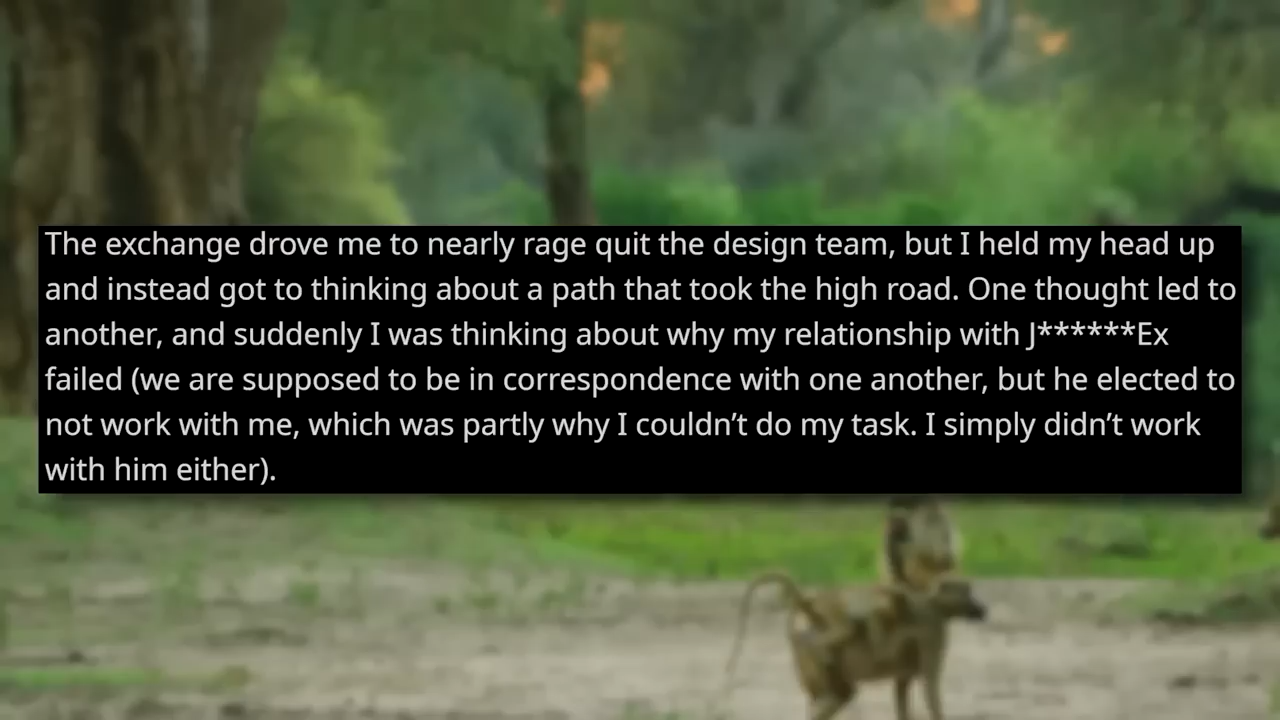 The exchange drove me to nearly rage quit the design team, but I held my head up
and instead got to thinking about a path that took the high road. One thought led to
another, and suddenly I was thinking about why my relationship with J******Ex
failed (we are supposed to be in correspondence with one another, but he elected to
not work with me, which was partly why I couldn’t do my task. I simply didn’t work
with him either).